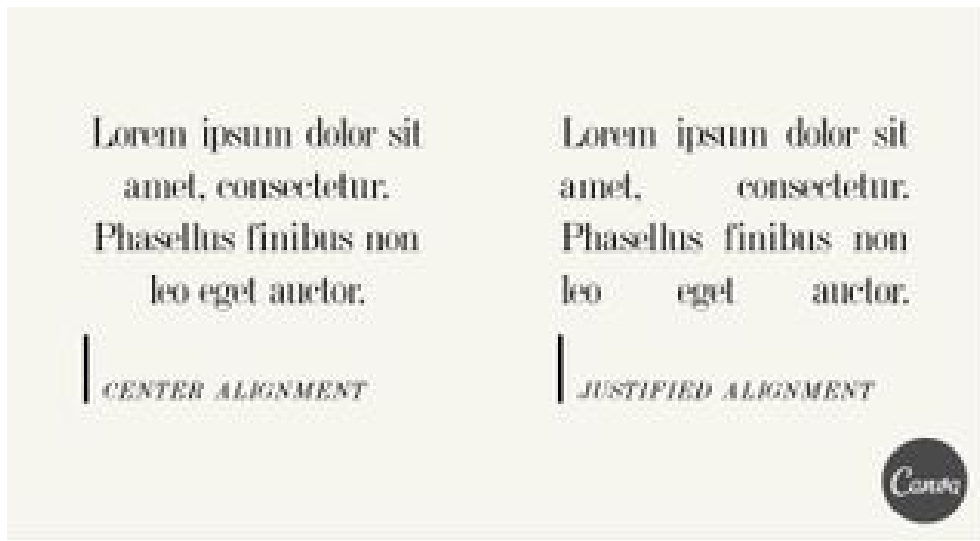 Lorem ipsum dolor sit
amet, consectetur.
Phasellus finibus non
leo eget auctor.
CENTER ALIGNMENT
Lorem ipsum dolor sit
amet, consectetur.
Phasellus finibus non
leo eget auctor.
JUSTIFIED ALIGNMENT
Canva